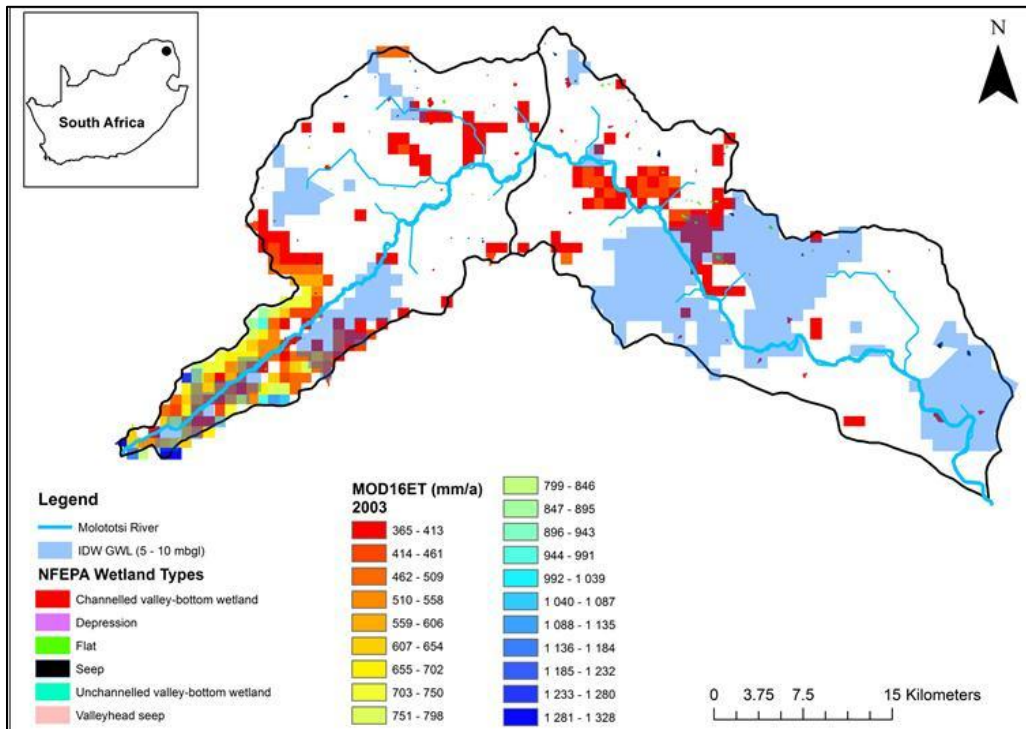 N
South Africa
Legend
Molototsi River
IDW GWL (5 - 10 mbgl)
NFEPA Wetland Types
Channelled valley-bottom wetland
Depression
Flat
Seep
Unchannelled valley-bottom wetland
Valleyhead seep
MOD16ET (mm/a)
2003
365 - 413
414 - 461
462 - 509
510 - 558
559 - 606
607 - 654
655 - 702
703 - 750
751 - 798
799 - 846
847 - 895
896 - 943
944 - 991
992 - 1 039
1 040 - 1 087
1 088 - 1 135
1 136 - 1 184
1 185 - 1 232
1 233 - 1 280
1 281 - 1 328
0 3.75 7.5 15 Kilometers